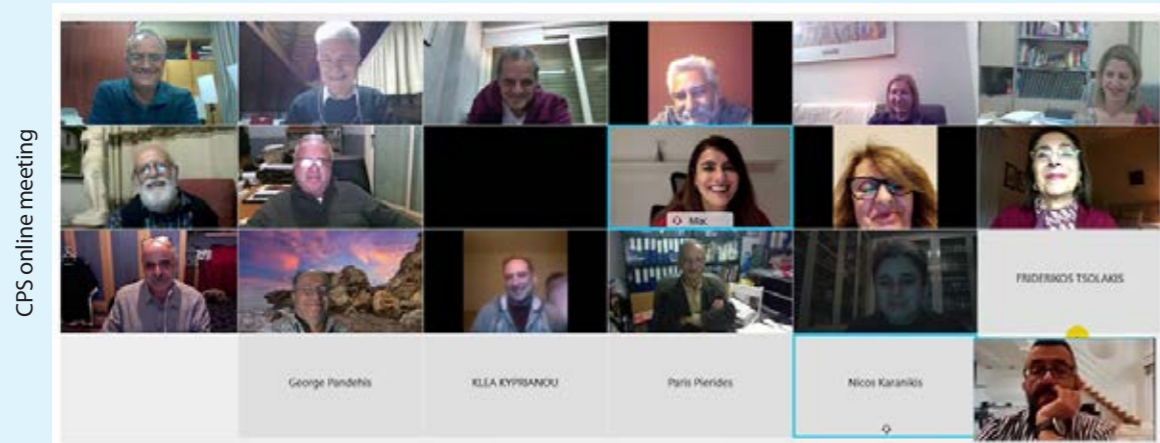 CPS online meeting
Mac
FRIDERIKOS TSOLAKIS
George Pandehis
KLEA KYPRIANOU
Paris Pierides
Nicos Karanikis